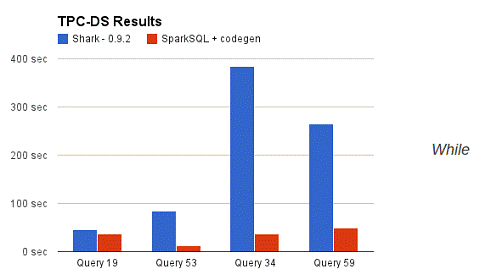 TPC-DS Results
Shark - 0.9.2 SparkSQL + codegen
400 sec
300 sec
200 sec
100 sec
0 sec
Query 19 Query 53 Query 34 Query 59
While